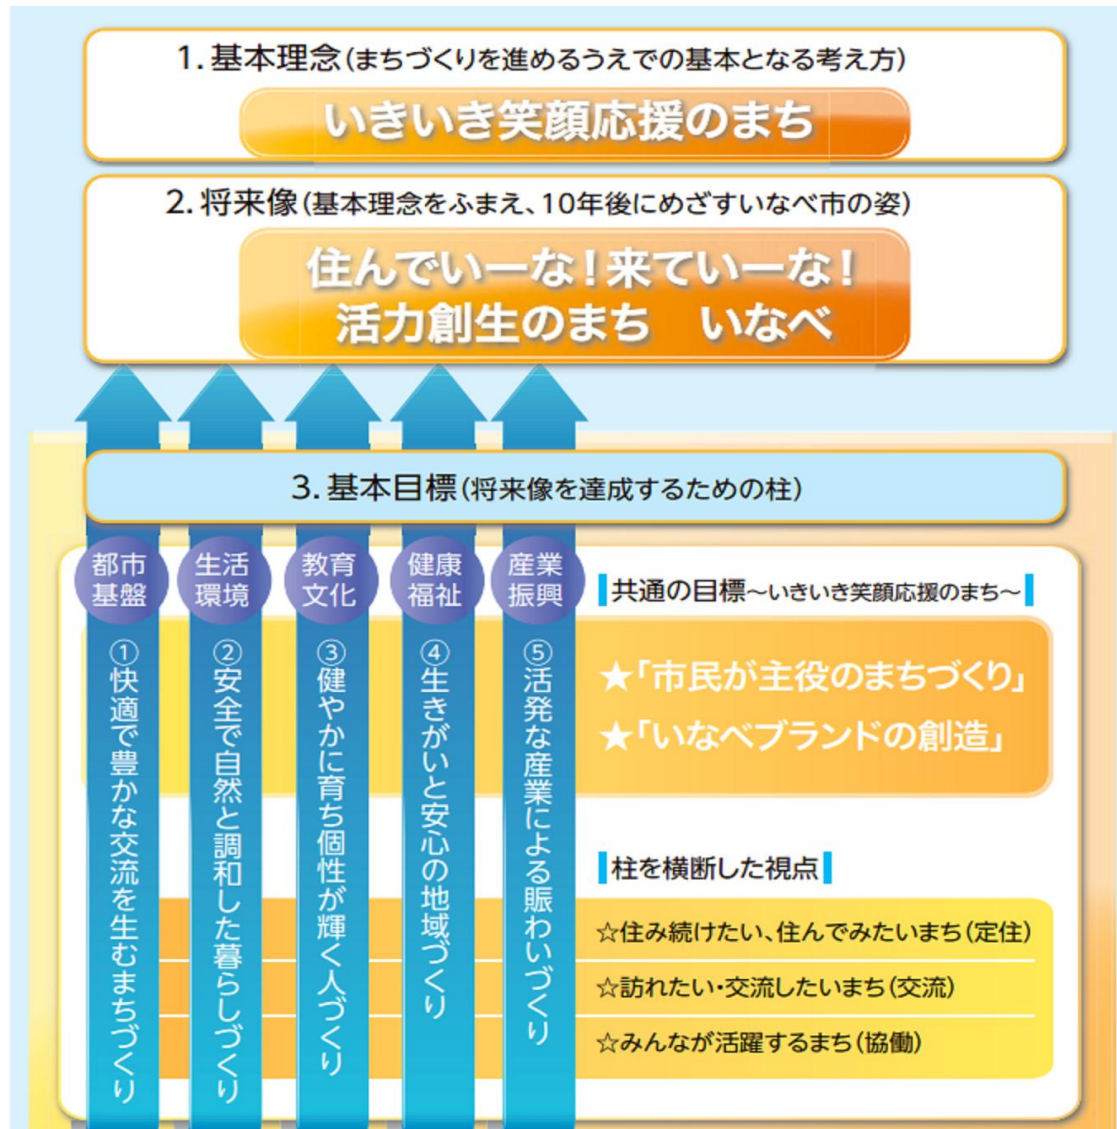 1. 基本理念(まちづくりを進めるうえでの基本となる考え方)
いきいき笑顔応援のまち
2. 将来像(基本理念をふまえ、10年後にめざすいなべ市の姿)
住んでいーな!来ていーな!
活力創生のまち　いなべ
3. 基本目標(将来像を達成するための柱)
都市
基盤
①快適で豊かな交流を生むまちづくり
生活
環境
②安全で自然と調和した暮らしづくり
教育
文化
③健やかに育ち個性が輝く人づくり
健康
福祉
④生きがいと安心の地域づくり
産業
振興
⑤活発な産業による賑わいづくり
共通の目標～いきいき笑顔応援のまち～
★「市民が主役のまちづくり」
★「いなべブランドの創造」
柱を横断した視点
☆住み続けたい、住んでみたいまち(定住)
☆訪れたい・交流したいまち(交流)
☆みんなが活躍するまち(協働)